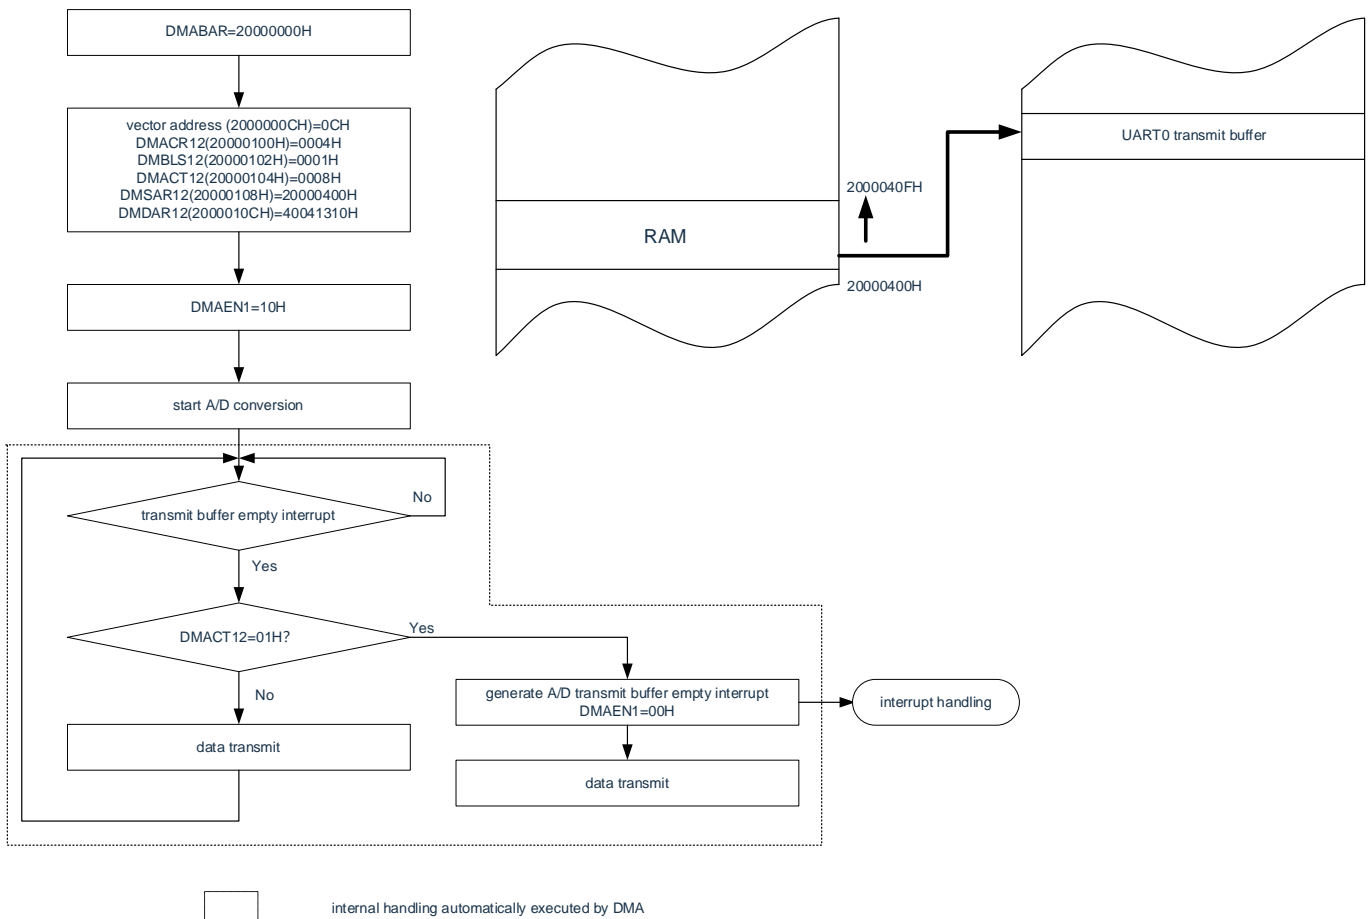 DMABAR=20000000H
vector address (2000000CH)=0CH
DMACR12(20000100H)=0004H
DMBLS12(20000102H)=0001H
DMACT12(20000104H)=0008H
DMSAR12(20000108H)=20000400H
DMDAR12(2000010CH)=40041310H
DMAEN1=10H
start A/D conversion
transmit buffer empty interrupt
No
Yes
DMACT12=01H?
Yes
No
data transmit
generate A/D transmit buffer empty interrupt
DMAEN1=00H
data transmit
interrupt handling
RAM
2000040FH
20000400H
UART0 transmit buffer
internal handling automatically executed by DMA